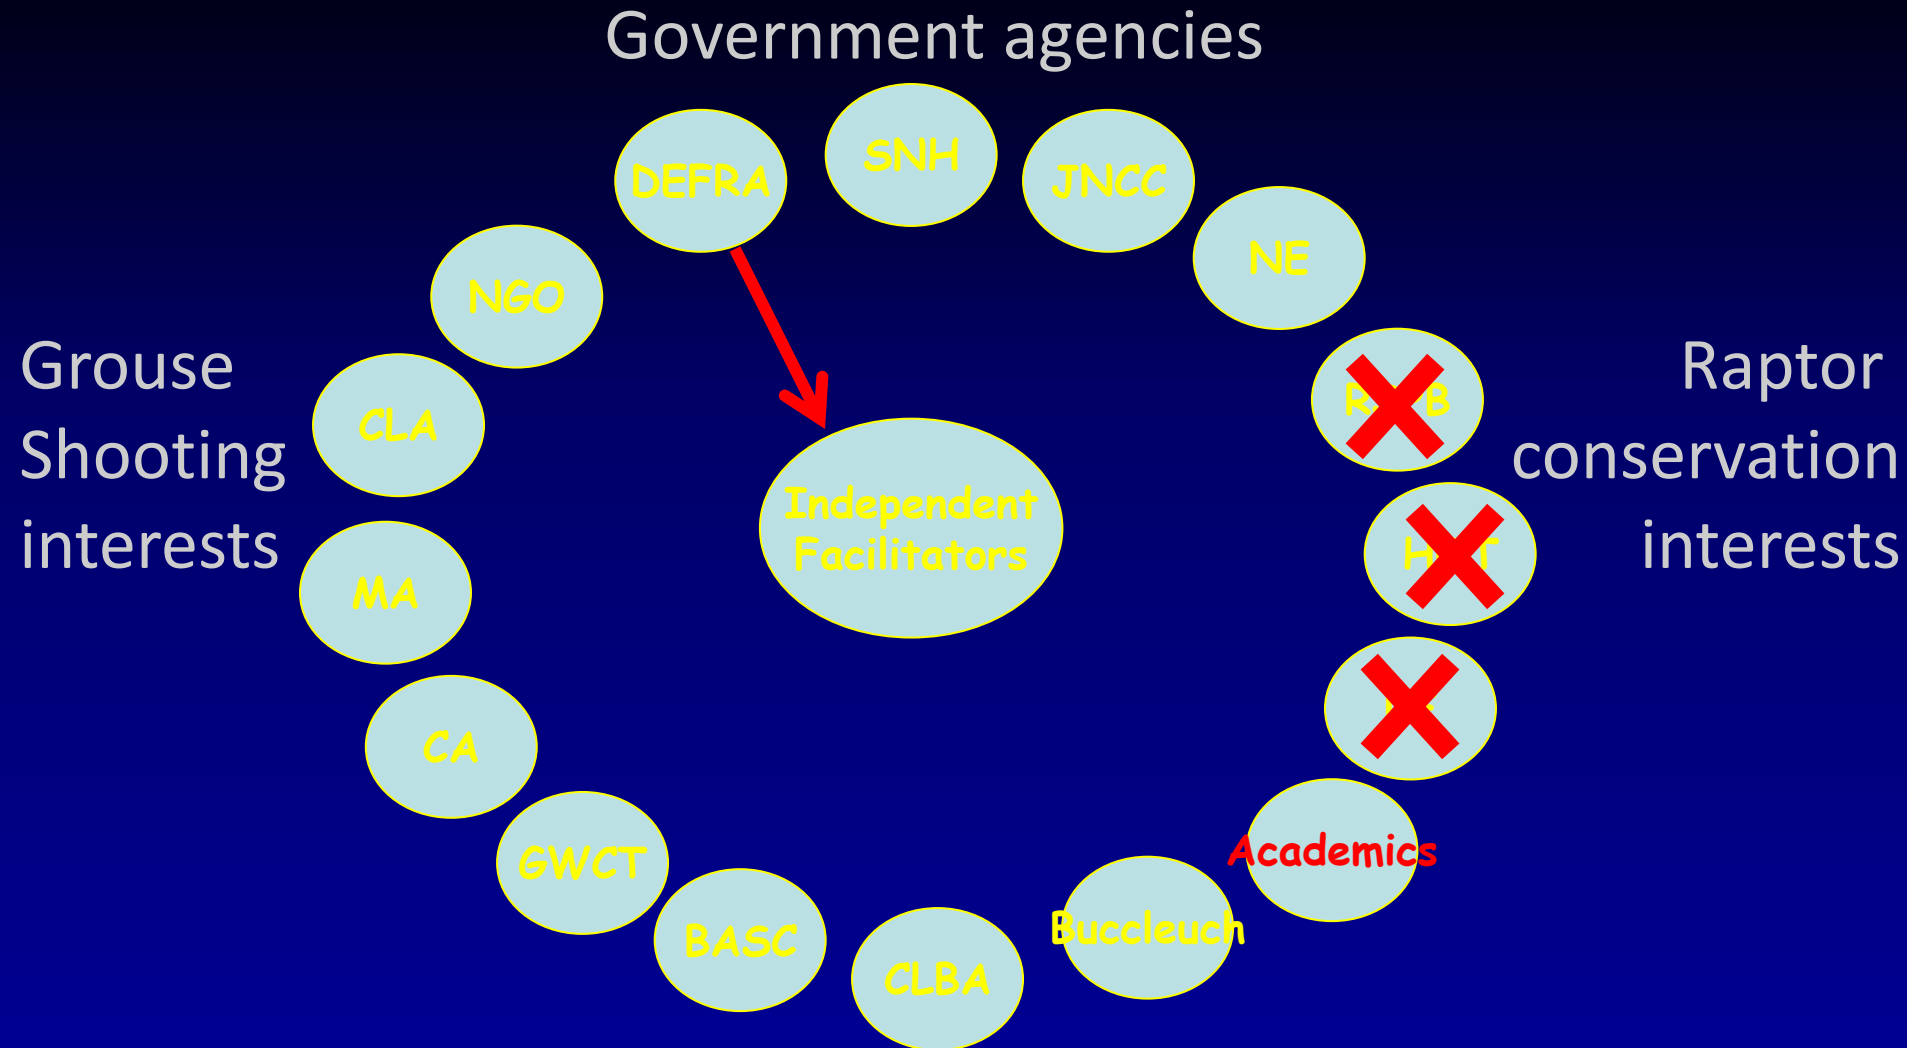 Government agencies
SNH
DEFRA
JNCC
NE
NGO
Grouse
Shooting
interests
CLA
Raptor
conservation
interests
Independent
Facilitators
MA
CA
Academics
GWCT
Buccleuch
BASC
CLBA